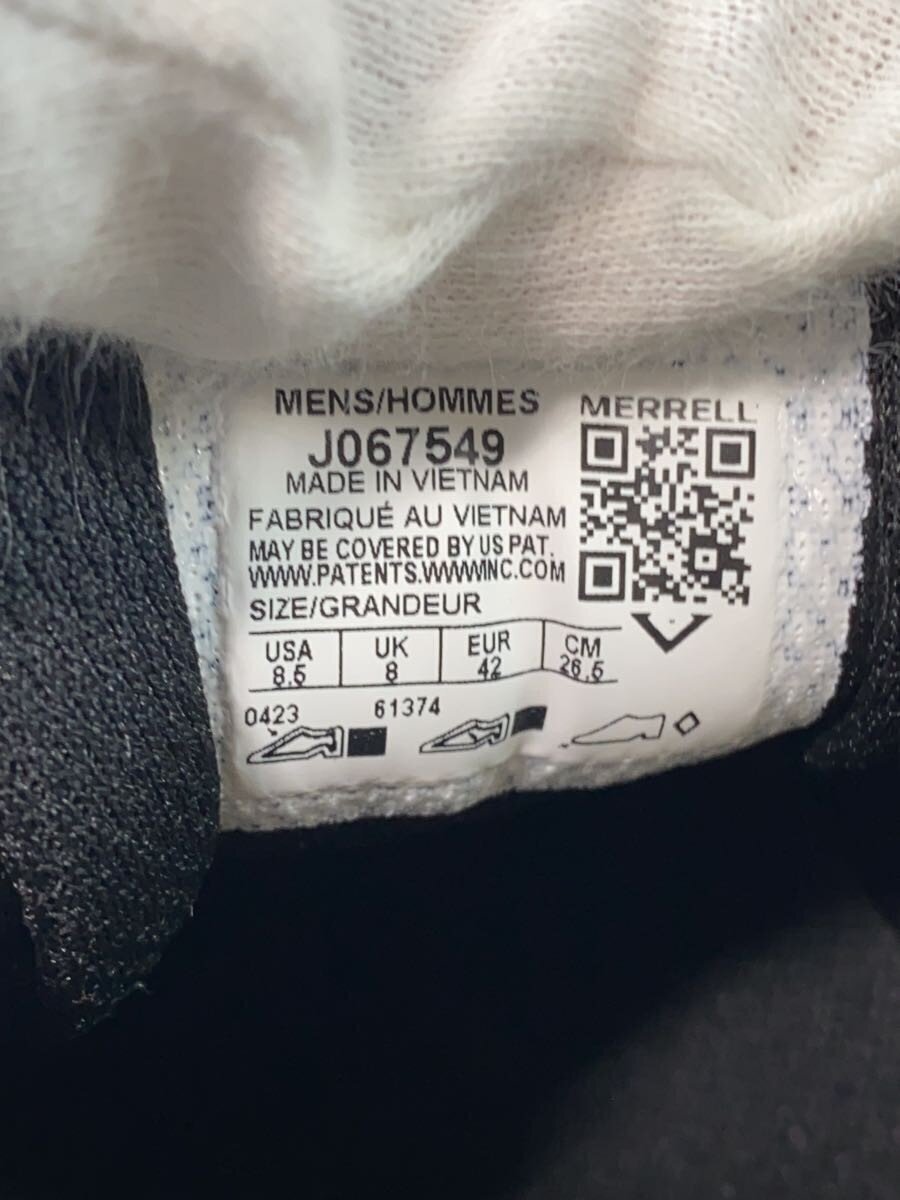 MENS/HOMMES
J067549
MADE IN VIETNAM
FABRIQUÉ AU VIETNAM
MAY BE COVERED BY US PAT.
WWW.PATENTS.WWWINC.COM
SIZE/GRANDEUR
USA UK EUR CM
8.5 8 42 26.5
0423 61374
MERRELL